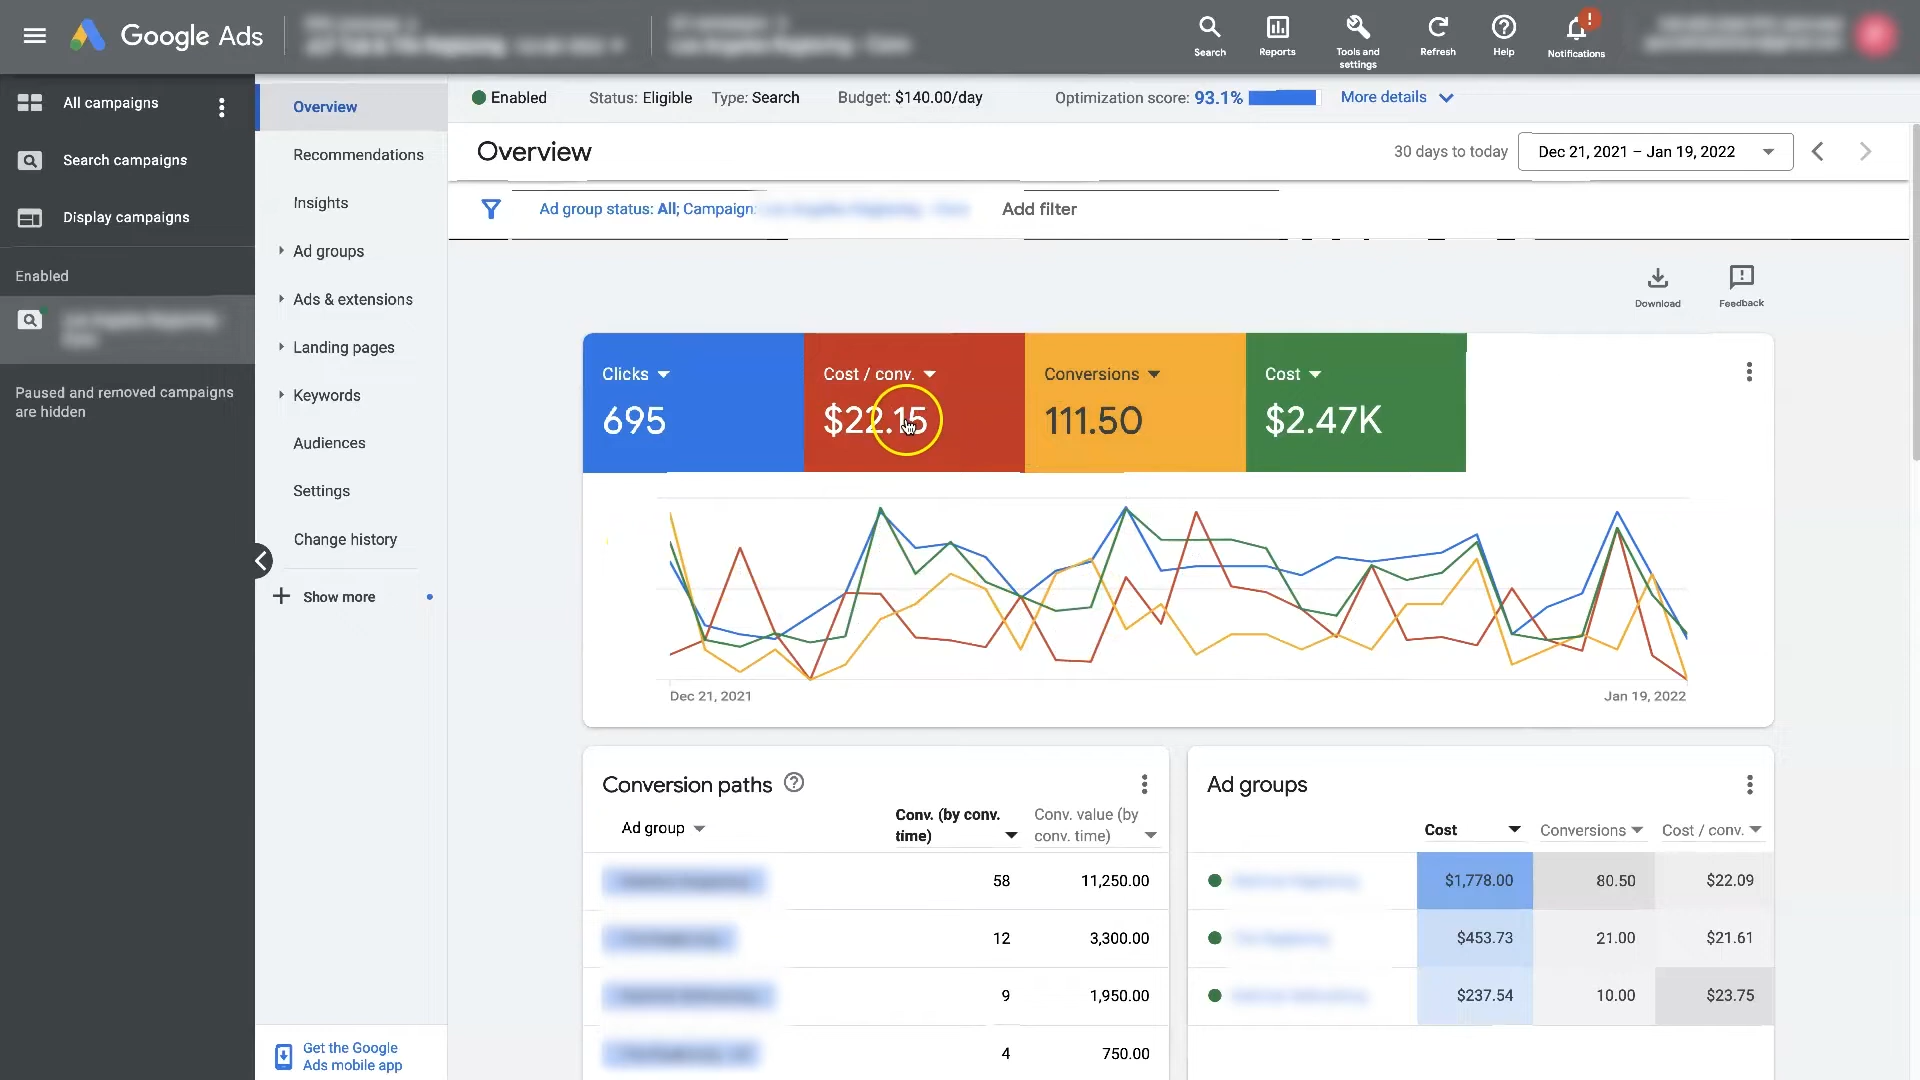 Google Ads
Search
Reports
Tools and
settings
Refresh
Help
!
Notifications
All campaigns
Search campaigns
Display campaigns
Enabled
Paused and removed campaigns
are hidden
Overview
Recommendations
Insights
Ad groups
Ads & extensions
Landing pages
Keywords
Audiences
Settings
Change history
Show more
Get the Google
Ads mobile app
Enabled Status: Eligible Type: Search Budget: $140.00/day Optimization score: 93.1% More details
Overview
30 days to today Dec 21, 2021 – Jan 19, 2022
Ad group status: All; Campaign: Add filter
Download
Feedback
Clicks
695
Cost / conv.
$22.15
Conversions
111.50
Cost
$2.47K
Dec 21, 2021
Jan 19, 2022
Conversion paths
Ad group
Conv. (by conv.
time)
Conv. value (by
conv. time)
58 11,250.00
12 3,300.00
9 1,950.00
4 750.00
Ad groups
Cost Conversions Cost / conv.
$1,778.00 80.50 $22.09
$453.73 21.00 $21.61
$237.54 10.00 $23.75